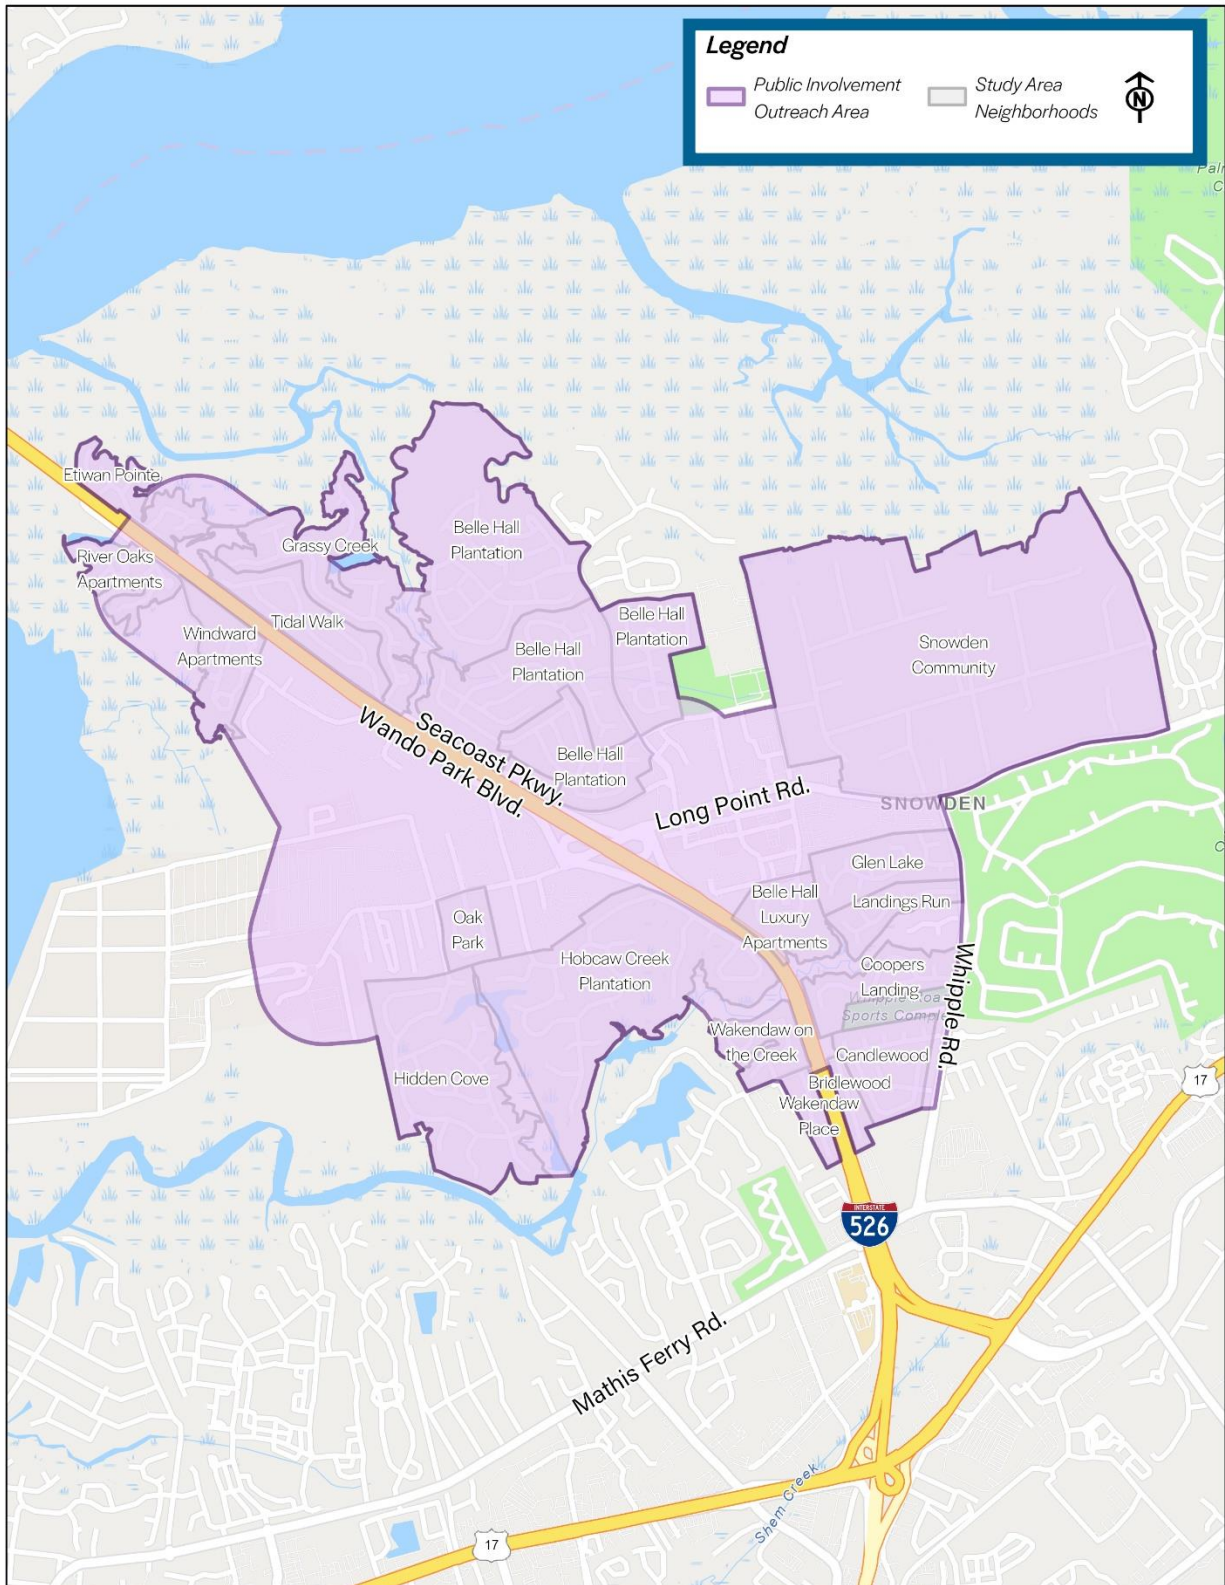 Legend
Public Involvement
Outreach Area
Study Area
Neighborhoods
N
Etiwan Pointe
River Oaks
Apartments
Grassy Creek
Belle Hall
Plantation
Windward
Apartments
Tidal Walk
Belle Hall
Plantation
Belle Hall
Plantation
Snowden
Community
Belle Hall
Plantation
Seacoast Pkwy.
Wando Park Blvd.
Long Point Rd.
SNOWDEN
Glen Lake
Belle Hall
Luxury
Apartments
Landings Run
Oak
Park
Hobcaw Creek
Plantation
Coopers
Landing
Sports
Whipple Rd.
Wakendaw on
the Creek
Candlewood
Hidden Cove
Bridlewood
Wakendaw
Place
17
INTERSTATE
526
Mathis Ferry Rd.
Shem Creek
17